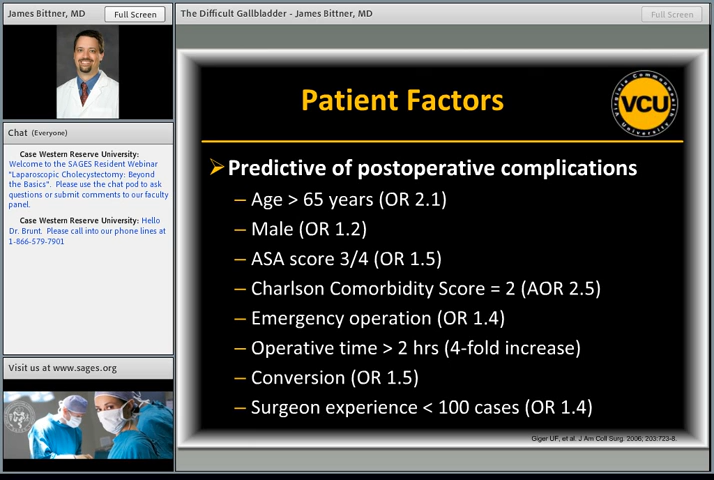 James Bittner, MD
Full Screen
The Difficult Gallbladder - James Bittner, MD
Full Screen
Chat (Everyone)
Case Western Reserve University:
Welcome to the SAGES Resident Webinar
"Laparoscopic Cholecystectomy: Beyond
the Basics". Please use the chat pod to ask
questions or submit comments to our faculty
panel.
Case Western Reserve University: Hello
Dr. Brunt. Please call into our phone lines at
1-866-579-7901
Visit us at www.sages.org
Patient Factors
VCU
Virginia Commonwealth
University
➢Predictive of postoperative complications
– Age > 65 years (OR 2.1)
– Male (OR 1.2)
– ASA score 3/4 (OR 1.5)
– Charlson Comorbidity Score = 2 (AOR 2.5)
– Emergency operation (OR 1.4)
– Operative time > 2 hrs (4-fold increase)
– Conversion (OR 1.5)
– Surgeon experience < 100 cases (OR 1.4)
Giger UF, et al. J Am Coll Surg. 2006; 203:723-8.